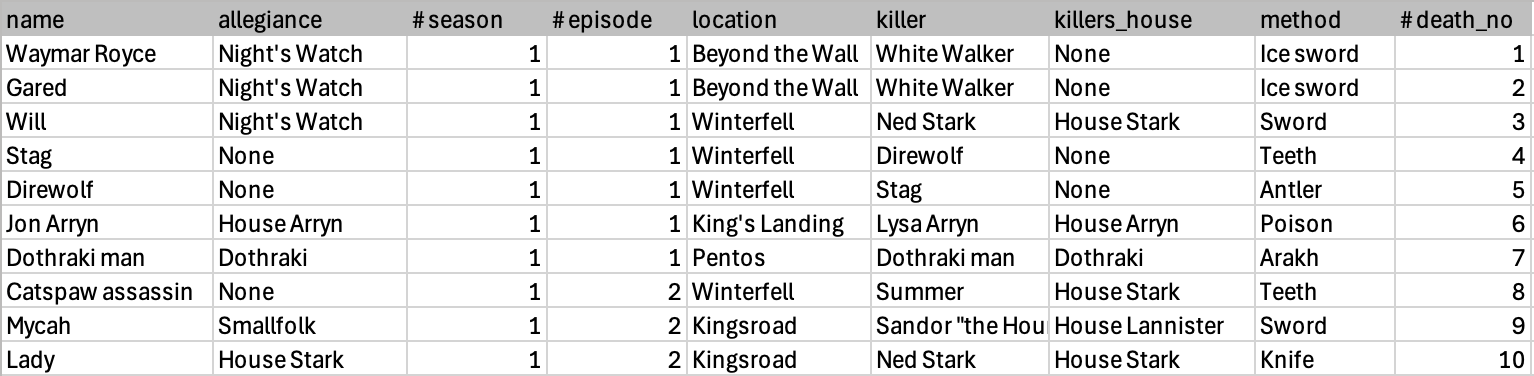 name allegiance # season # episode location killer killers_house method # death_no
Waymar Royce Night's Watch 1 1 Beyond the Wall White Walker None Ice sword 1
Gared Night's Watch 1 1 Beyond the Wall White Walker None Ice sword 2
Will Night's Watch 1 1 Winterfell Ned Stark House Stark Sword 3
Stag None 1 1 Winterfell Direwolf None Teeth 4
Direwolf None 1 1 Winterfell Stag None Antler 5
Jon Arryn House Arryn 1 1 King's Landing Lysa Arryn House Arryn Poison 6
Dothraki man Dothraki 1 1 Pentos Dothraki man Dothraki Arakh 7
Catspaw assassin None 1 2 Winterfell Summer House Stark Teeth 8
Mycah Smallfolk 1 2 Kingsroad Sandor "the Hou House Lannister Sword 9
Lady House Stark 1 2 Kingsroad Ned Stark House Stark Knife 10